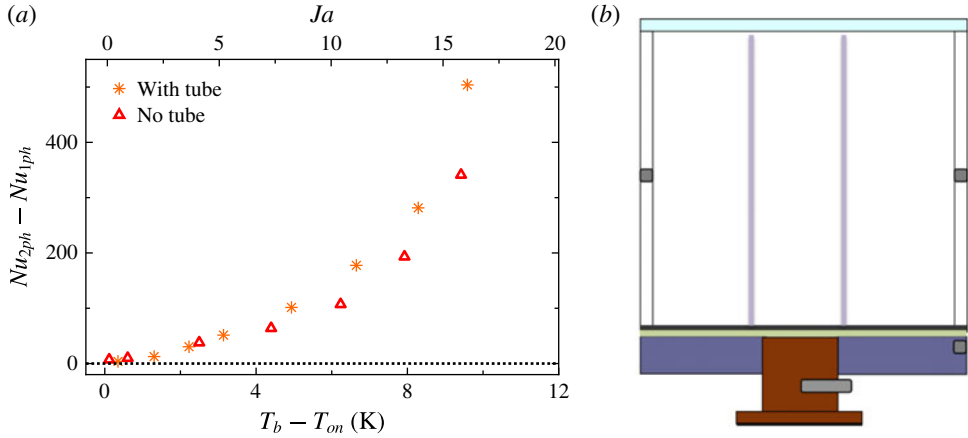 (a)
Ja
(b)
0 5 10 15 20
With tube
No tube
400
200
0
Nu2ph − Nu1ph
0 4 8 12
Tb − Ton (K)